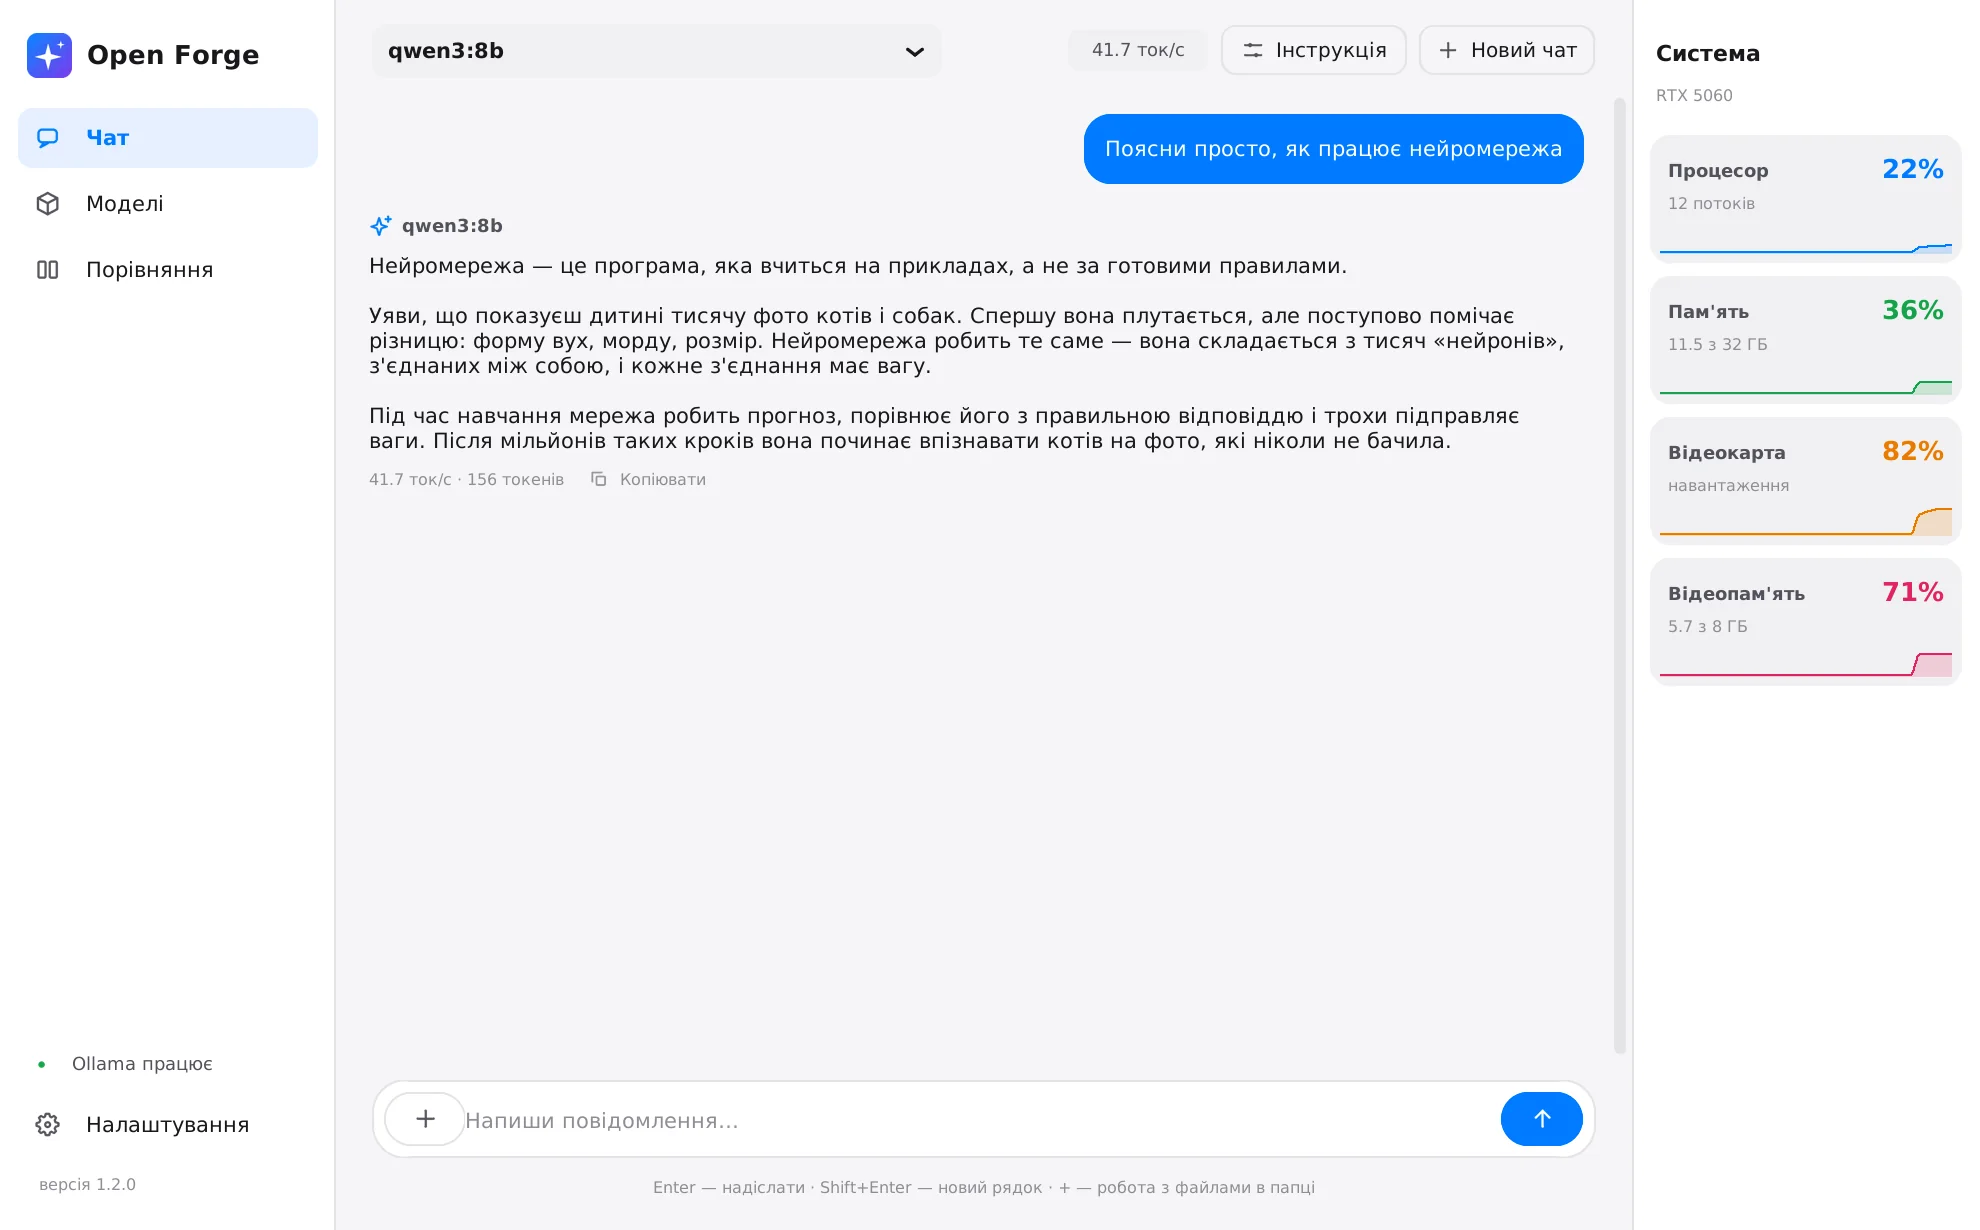 Open Forge
Чат
Моделі
Порівняння
Ollama працює
Налаштування
версія 1.2.0
qwen3:8b
41.7 ток/с
Інструкція
Новий чат
Поясни просто, як працює нейромережа
qwen3:8b
Нейромережа — це програма, яка вчиться на прикладах, а не за готовими правилами.
Уяви, що показуєш дитині тисячу фото котів і собак. Спершу вона плутається, але поступово помічає
різницю: форму вух, морду, розмір. Нейромережа робить те саме — вона складається з тисяч «нейронів»,
з'єднаних між собою, і кожне з'єднання має вагу.
Під час навчання мережа робить прогноз, порівнює його з правильною відповіддю і трохи підправляє
ваги. Після мільйонів таких кроків вона починає впізнавати котів на фото, які ніколи не бачила.
41.7 ток/с · 156 токенів
Копіювати
Напиши повідомлення...
Enter — надіслати · Shift+Enter — новий рядок · + — робота з файлами в папці
Система
RTX 5060
Процесор
22%
12 потоків
Пам'ять
36%
11.5 з 32 ГБ
Відеокарта
82%
навантаження
Відеопам'ять
71%
5.7 з 8 ГБ